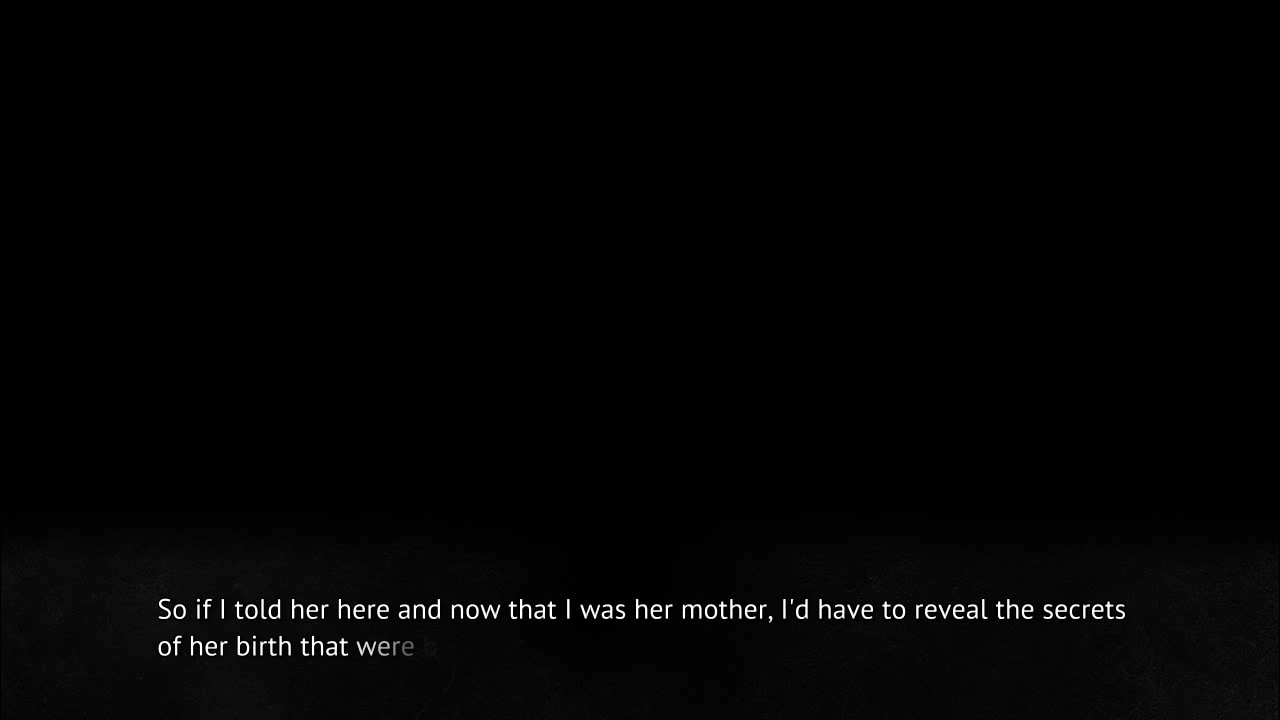 So if I told her here and now that I was her mother, I'd have to reveal the secrets
of her birth that were